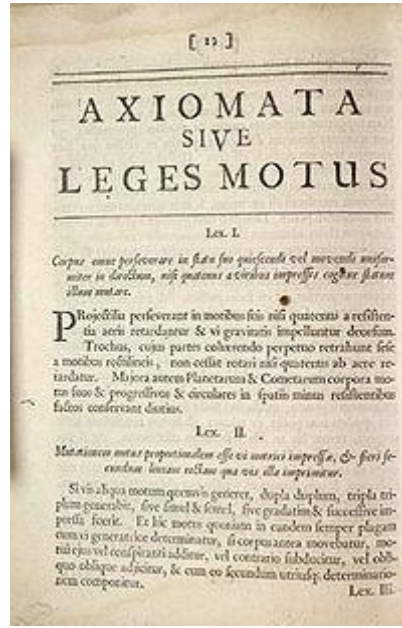 [ 12 ]
AXIOMATA
SIVE
LEGES MOTUS
Lex. I.
Corpus omne perseverare in statu suo quiescendi vel movendi unifor-
miter in directum, nisi quatenus a viribus impressis cogitur statum
illum mutare.
PRojectilia perseverant in motibus suis nisi quatenus a resisten-
tia aeris retardantur & vi gravitatis impelluntur deorsum.
Trochus, cujus partes cohærendo perpetuo retrahunt sese
a motibus rectilineis, non cessat rotari nisi quatenus ab aere re-
tardatur. Majora autem Planetarum & Cometarum corpora mo-
tus suos & progressivos & circulares in spatiis minus resistentibus
factos conservant diutius.
Lex. II.
Mutationem motus proportionalem esse vi motrici impressæ, & fieri se-
cundum lineam rectam qua vis illa imprimitur.
Si vis aliqua motum quemvis generet, dupla duplum, tripla tri-
plum generabit, sive simul & semel, sive gradatim & successive im-
pressa fuerit. Et hic motus quoniam in eandem semper plagam
cum vi generatrice determinatur, si corpus antea movebatur, mo-
tui ejus vel conspiranti additur, vel contrario subducitur, vel obli-
quo oblique adjicitur, & cum eo secundum utriusq; determinatio-
nem componitur.
Lex. III.